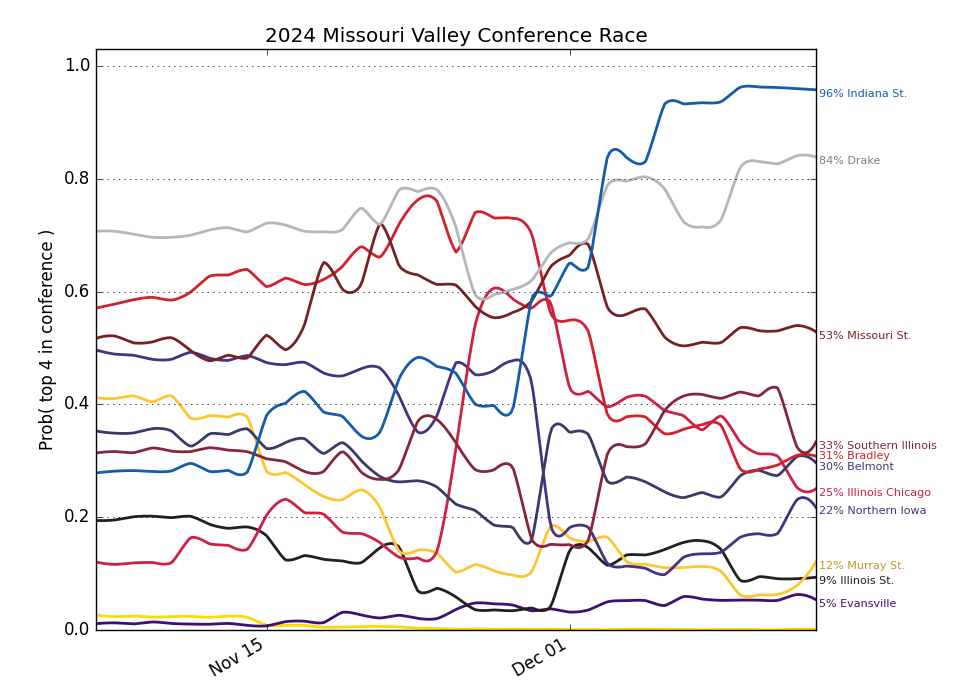 2024 Missouri Valley Conference Race
1.0
0.8
0.6
0.4
0.2
0.0
Prob( top 4 in conference )
Nov 15
Dec 01
96% Indiana St.
84% Drake
53% Missouri St.
33% Southern Illinois
31% Bradley
30% Belmont
25% Illinois Chicago
22% Northern Iowa
12% Murray St.
9% Illinois St.
5% Evansville